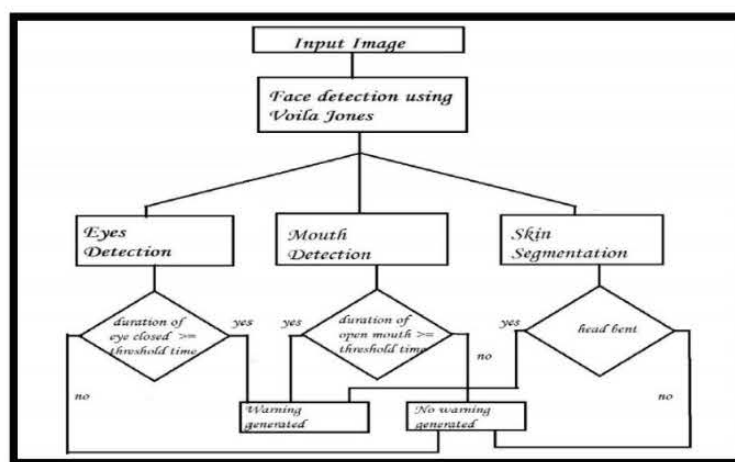 Input Image
Face detection using
Voila Jones
Eyes
Detection
Mouth
Detection
Skin
Segmentation
duration of
eye closed >=
threshold time
yes
no
yes
duration of
open mouth >=
threshold time
no
yes
head bent
no
Warning
generated
No warning
generated